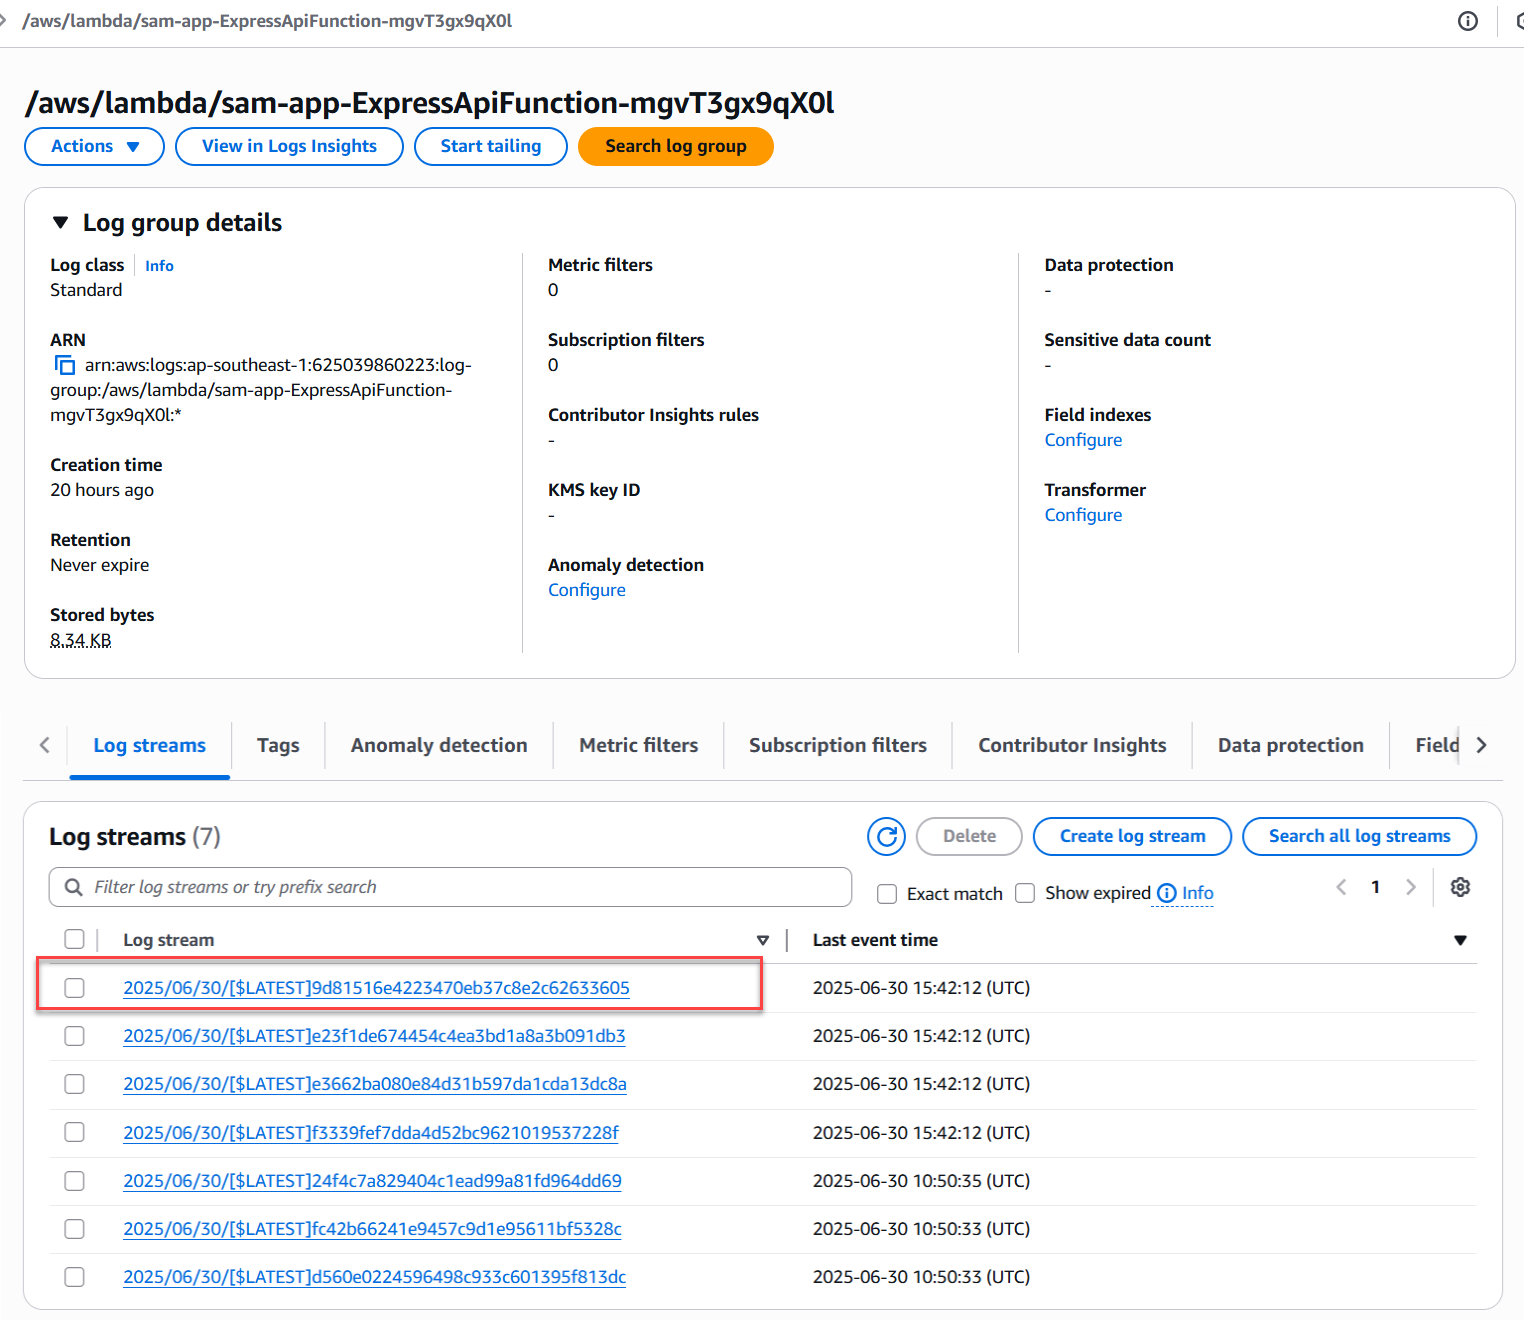 /aws/lambda/sam-app-ExpressApiFunction-mgvT3gx9qX0l
/aws/lambda/sam-app-ExpressApiFunction-mgvT3gx9qX0l
Actions View in Logs Insights Start tailing Search log group
Log group details
Log class Info
Standard
ARN
arn:aws:logs:ap-southeast-1:625039860223:log-
group:/aws/lambda/sam-app-ExpressApiFunction-
mgvT3gx9qX0l:*
Creation time
20 hours ago
Retention
Never expire
Stored bytes
8.34 KB
Metric filters
0
Subscription filters
0
Contributor Insights rules
-
KMS key ID
-
Anomaly detection
Configure
Data protection
-
Sensitive data count
-
Field indexes
Configure
Transformer
Configure
Log streams Tags Anomaly detection Metric filters Subscription filters Contributor Insights Data protection Field
Log streams (7) Delete Create log stream Search all log streams
Filter log streams or try prefix search Exact match Show expired Info 1
Log stream Last event time
2025/06/30/[$LATEST]9d81516e4223470eb37c8e2c62633605 2025-06-30 15:42:12 (UTC)
2025/06/30/[$LATEST]e23f1de674454c4ea3bd1a8a3b091db3 2025-06-30 15:42:12 (UTC)
2025/06/30/[$LATEST]e3662ba080e84d31b597da1cda13dc8a 2025-06-30 15:42:12 (UTC)
2025/06/30/[$LATEST]f3339fef7dda4d52bc9621019537228f 2025-06-30 15:42:12 (UTC)
2025/06/30/[$LATEST]24f4c7a829404c1ead99a81fd964dd69 2025-06-30 10:50:35 (UTC)
2025/06/30/[$LATEST]fc42b66241e9457c9d1e95611bf5328c 2025-06-30 10:50:33 (UTC)
2025/06/30/[$LATEST]d560e0224596498c933c601395f813dc 2025-06-30 10:50:33 (UTC)